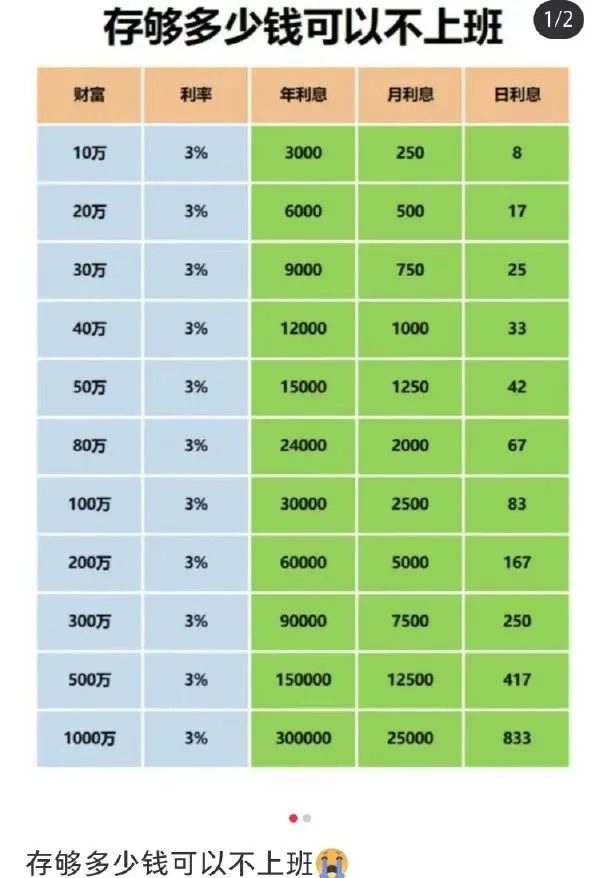 存够多少钱可以不上班
1/2
财富 利率 年利息 月利息 日利息
10万 3% 3000 250 8
20万 3% 6000 500 17
30万 3% 9000 750 25
40万 3% 12000 1000 33
50万 3% 15000 1250 42
80万 3% 24000 2000 67
100万 3% 30000 2500 83
200万 3% 60000 5000 167
300万 3% 90000 7500 250
500万 3% 150000 12500 417
1000万 3% 300000 25000 833
存够多少钱可以不上班😭